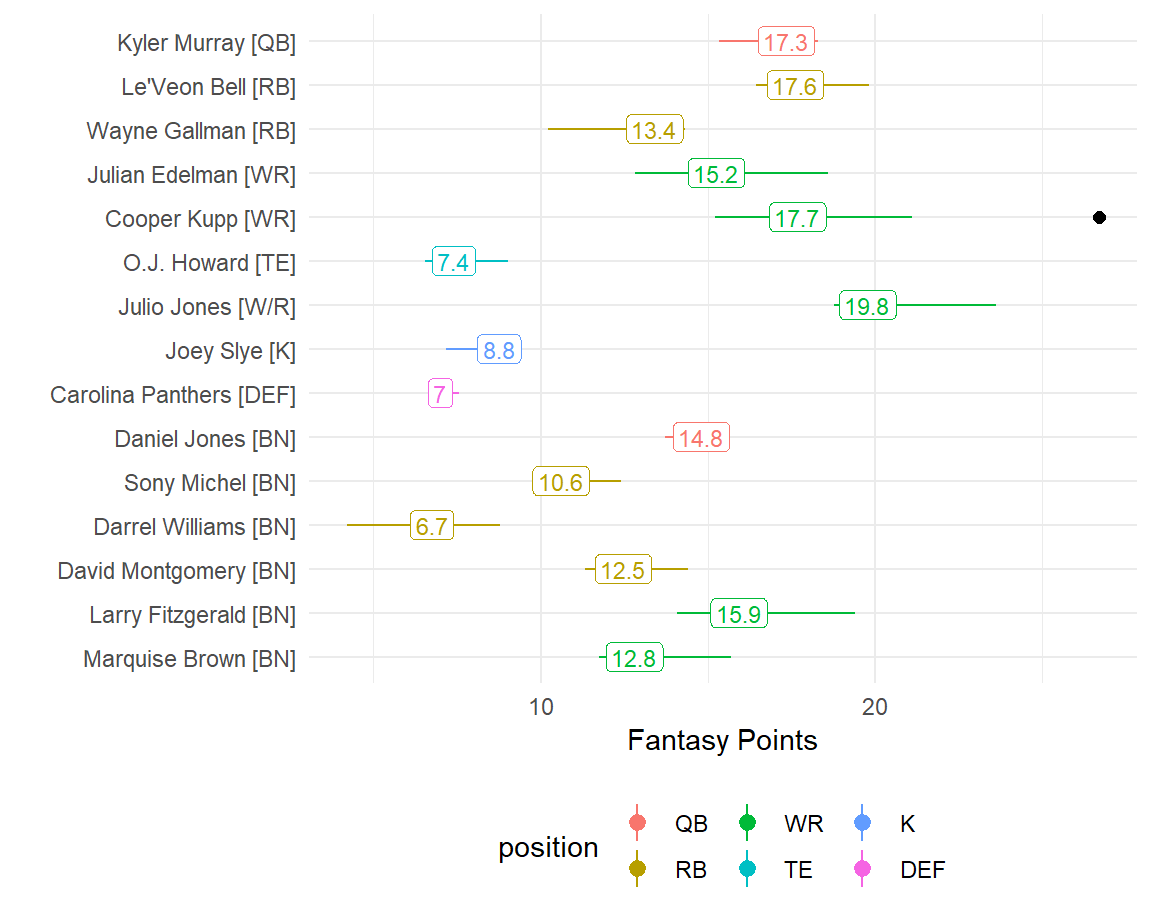 Kyler Murray [QB] 17.3
Le'Veon Bell [RB] 17.6
Wayne Gallman [RB] 13.4
Julian Edelman [WR] 15.2
Cooper Kupp [WR] 17.7
O.J. Howard [TE] 7.4
Julio Jones [W/R] 19.8
Joey Slye [K] 8.8
Carolina Panthers [DEF] 7
Daniel Jones [BN] 14.8
Sony Michel [BN] 10.6
Darrel Williams [BN] 6.7
David Montgomery [BN] 12.5
Larry Fitzgerald [BN] 15.9
Marquise Brown [BN] 12.8
10 20
Fantasy Points
position
QB WR K
RB TE DEF